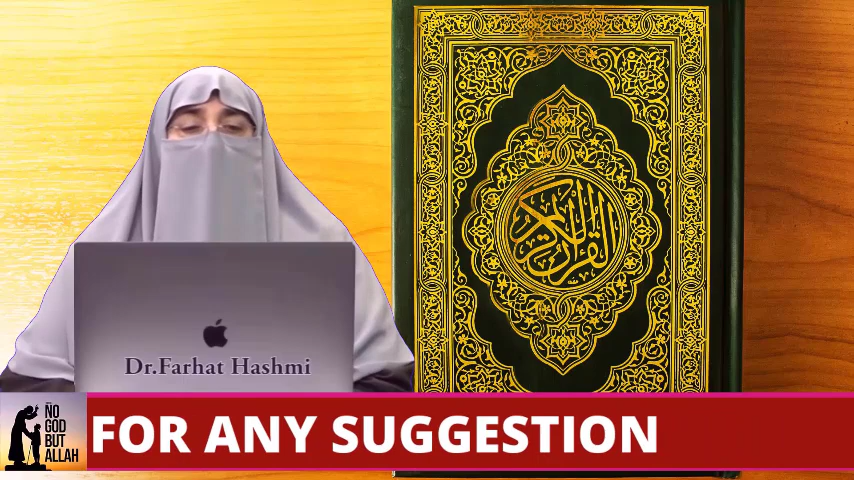 القرآن الكريم
Dr.Farhat Hashmi
NO
GOD
BUT
ALLAH
FOR ANY SUGGESTION